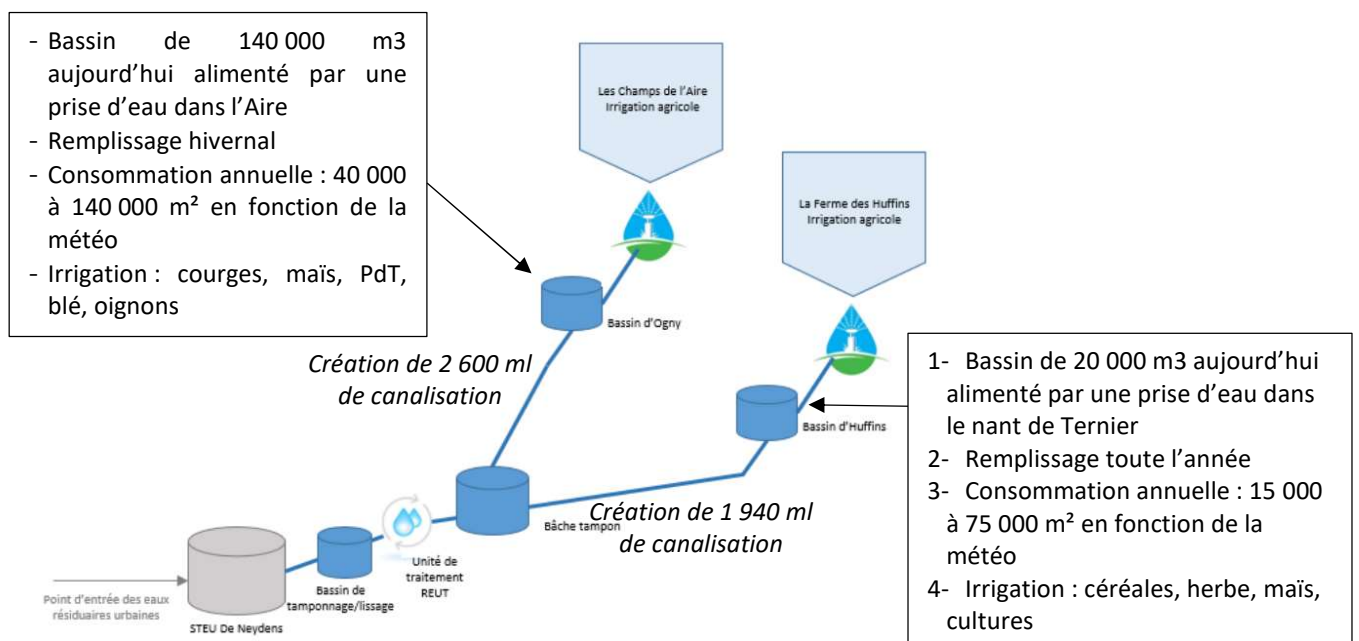 - Bassin de 140 000 m3
aujourd’hui alimenté par une
prise d’eau dans l’Aire
- Remplissage hivernal
- Consommation annuelle : 40 000
à 140 000 m² en fonction de la
météo
- Irrigation : courges, maïs, PdT,
blé, oignons
Les Champs de l’Aire
Irrigation agricole
La Ferme des Huffins
Irrigation agricole
Bassin d’Ogny
Création de 2 600 ml
de canalisation
Bassin d’Huffins
1- Bassin de 20 000 m3 aujourd’hui
alimenté par une prise d’eau dans
le nant de Ternier
2- Remplissage toute l’année
3- Consommation annuelle : 15 000
à 75 000 m² en fonction de la
météo
4- Irrigation : céréales, herbe, maïs,
cultures
Bâche tampon
Création de 1 940 ml
de canalisation
Unité de
traitement
REUT
Bassin de
tamponnage/lissage
Point d’entrée des eaux
résiduaires urbaines
STEU De Neydens